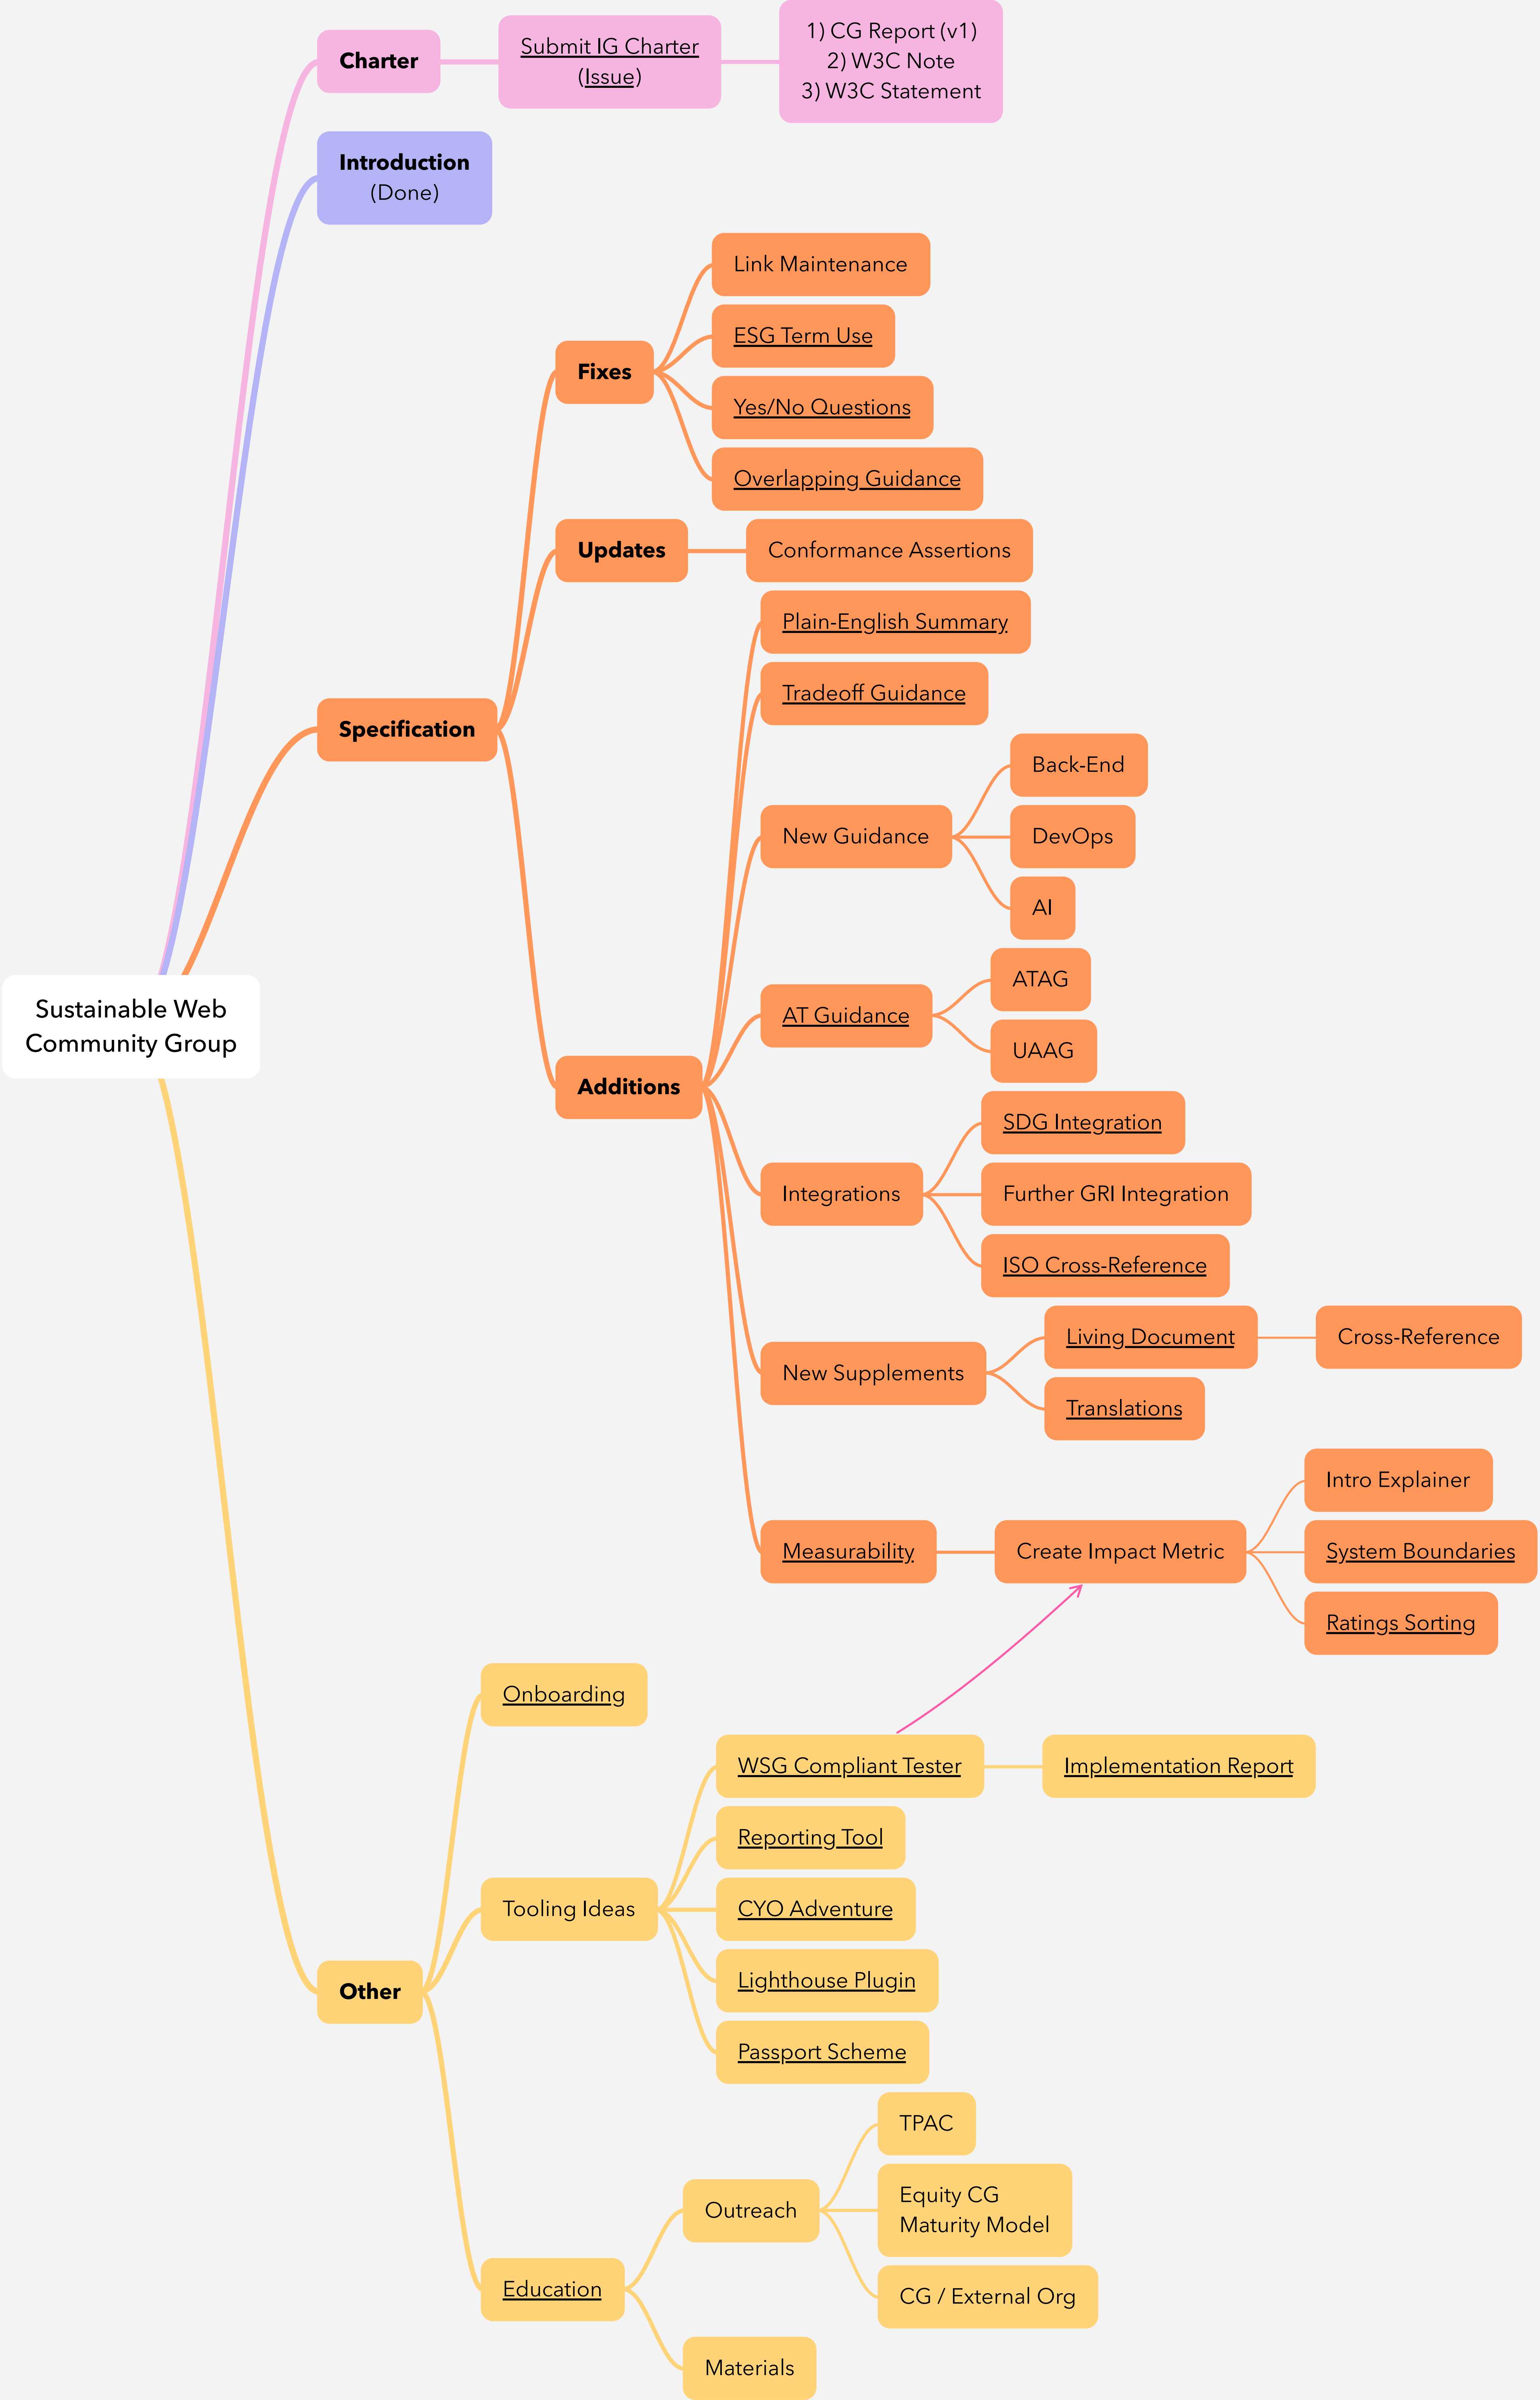 Charter
Submit IG Charter
(Issue)
1) CG Report (v1)
2) W3C Note
3) W3C Statement
Introduction
(Done)
Link Maintenance
ESG Term Use
Fixes
Yes/No Questions
Overlapping Guidance
Updates
Conformance Assertions
Plain-English Summary
Tradeoff Guidance
Specification
Back-End
New Guidance
DevOps
AI
ATAG
AT Guidance
UAAG
Sustainable Web
Community Group
Additions
SDG Integration
Integrations
Further GRI Integration
ISO Cross-Reference
Living Document
Cross-Reference
New Supplements
Translations
Intro Explainer
Measurability
Create Impact Metric
System Boundaries
Ratings Sorting
Onboarding
WSG Compliant Tester
Implementation Report
Reporting Tool
Tooling Ideas
CYO Adventure
Lighthouse Plugin
Other
Passport Scheme
TPAC
Outreach
Equity CG
Maturity Model
CG / External Org
Education
Materials